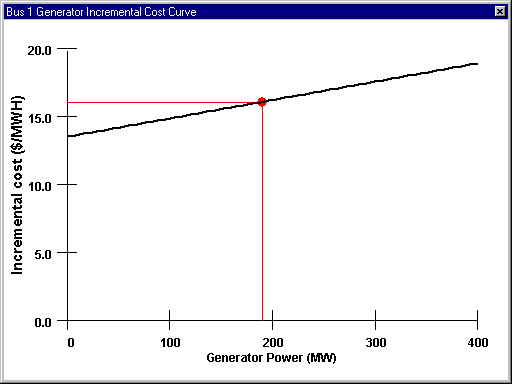 Bus 1 Generator Incremental Cost Curve
20.0
15.0
10.0
5.0
0.0
Incremental cost ($/MWH)
0 100 200 300 400
Generator Power (MW)